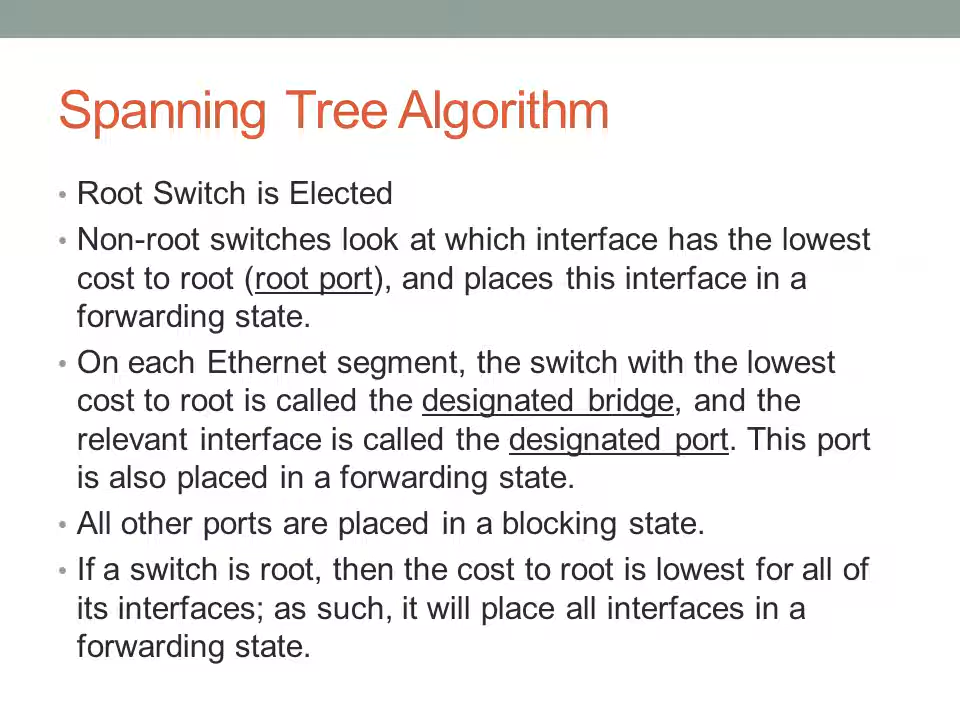 Spanning Tree Algorithm
• Root Switch is Elected
• Non-root switches look at which interface has the lowest
cost to root (root port), and places this interface in a
forwarding state.
• On each Ethernet segment, the switch with the lowest
cost to root is called the designated bridge, and the
relevant interface is called the designated port. This port
is also placed in a forwarding state.
• All other ports are placed in a blocking state.
• If a switch is root, then the cost to root is lowest for all of
its interfaces; as such, it will place all interfaces in a
forwarding state.